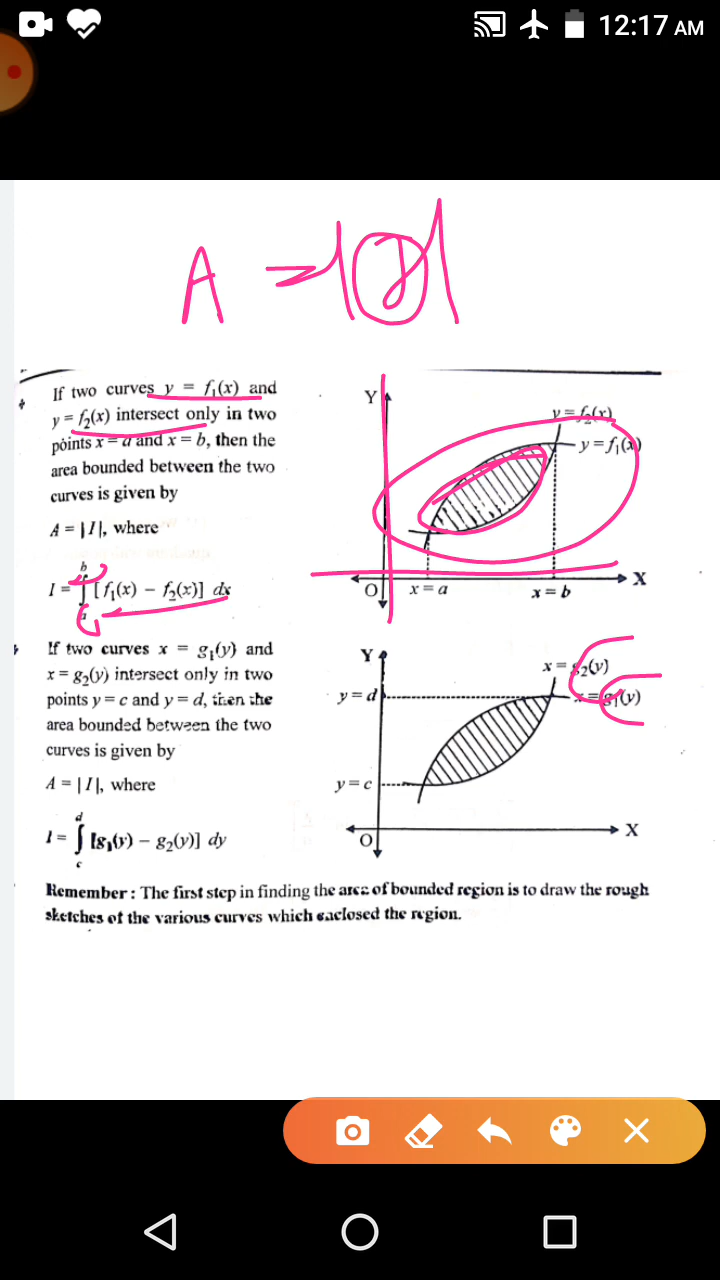 12:17 AM
A =
If two curves y = f₁(x) and
y = f₂(x) intersect only in two
points x = a and x = b, then the
area bounded between the two
curves is given by
A = | I |, where
I = ∫ₐᵇ [ f₁(x) − f₂(x)] dx
Y
y = f₂(x)
y = f₁(x)
O
x = a
x = b
X
If two curves x = g₁(y) and
x = g₂(y) intersect only in two
points y = c and y = d, then the
area bounded between the two
curves is given by
A = | I |, where
I = ∫ᶜᵈ [g₁(y) − g₂(y)] dy
Y
x = g₂(y)
x = g₁(y)
y = d
y = c
O
X
Remember : The first step in finding the area of bounded region is to draw the rough
sketches of the various curves which enclosed the region.